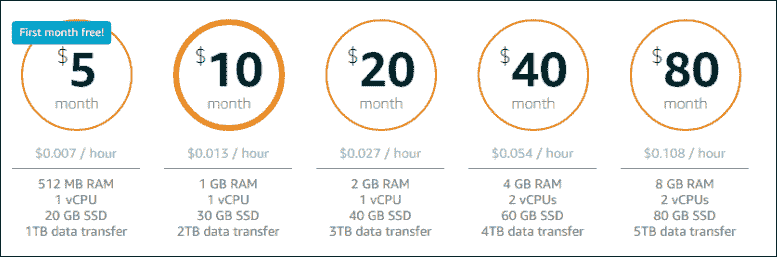 First month free!
$5
month
$0.007 / hour
512 MB RAM
1 vCPU
20 GB SSD
1TB data transfer
$10
month
$0.013 / hour
1 GB RAM
1 vCPU
30 GB SSD
2TB data transfer
$20
month
$0.027 / hour
2 GB RAM
1 vCPU
40 GB SSD
3TB data transfer
$40
month
$0.054 / hour
4 GB RAM
2 vCPUs
60 GB SSD
4TB data transfer
$80
month
$0.108 / hour
8 GB RAM
2 vCPUs
80 GB SSD
5TB data transfer